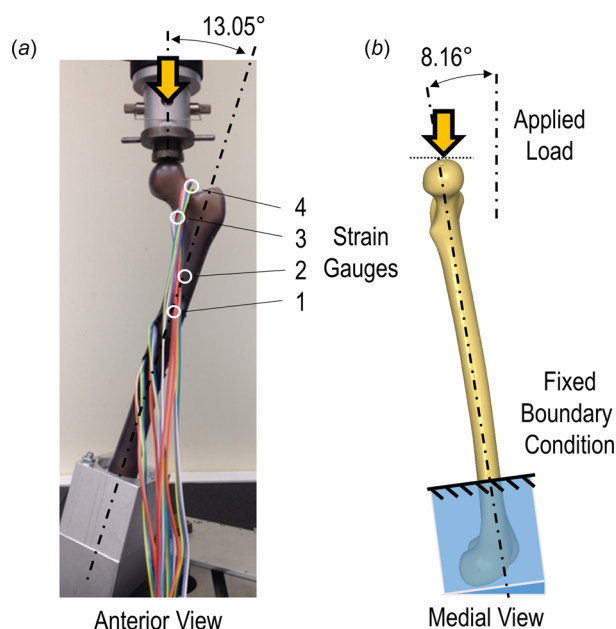 (a)
13.05°
4
3
Strain
Gauges
2
1
Anterior View
(b)
8.16°
Applied
Load
Fixed
Boundary
Condition
Medial View